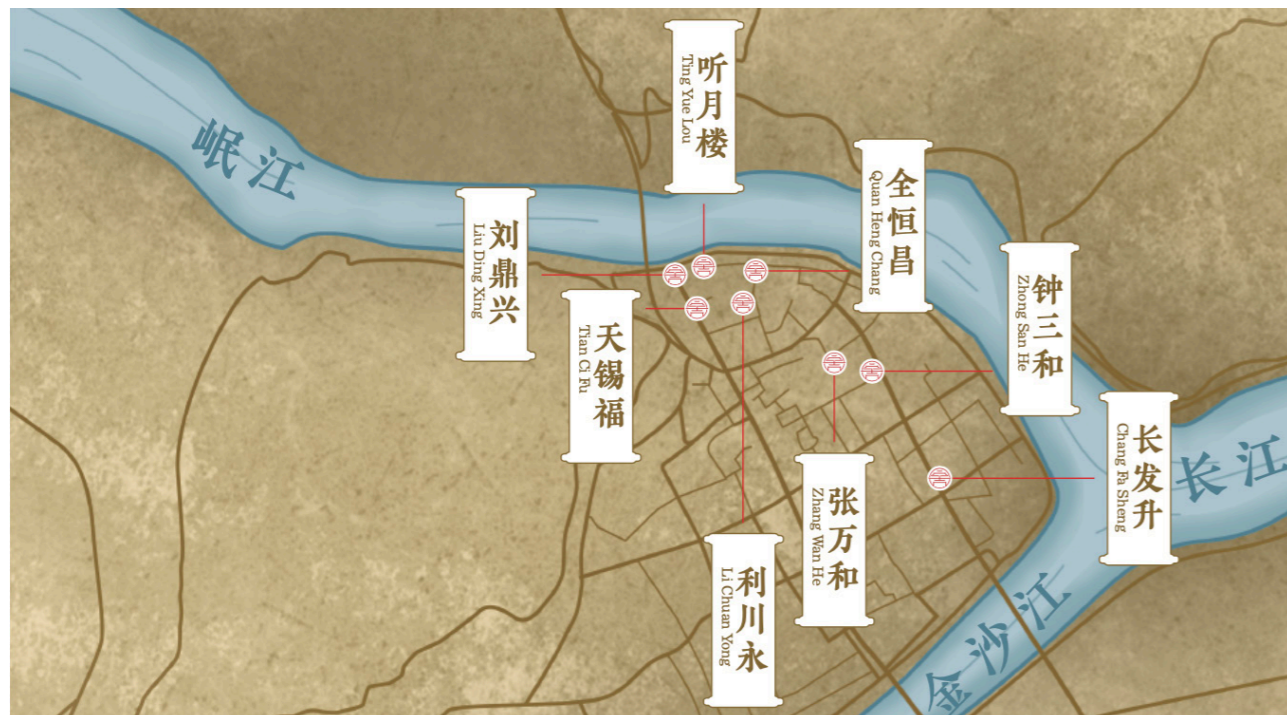 岷江
听月楼
Ting Yue Lou
全恒昌
Quan Heng Chang
刘鼎兴
Liu Ding Xing
钟三和
Zhong San He
天锡福
Tian Ci Fu
长发升
Chang Fa Sheng
长江
张万和
Zhang Wan He
利川永
Li Chuan Yong
金沙江